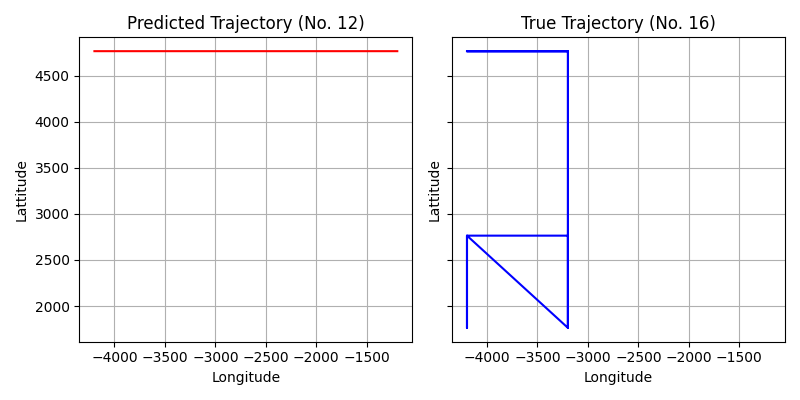 Predicted Trajectory (No. 12)
True Trajectory (No. 16)
Lattitude
4500
4000
3500
3000
2500
2000
−4000 −3500 −3000 −2500 −2000 −1500
Longitude
Lattitude
−4000 −3500 −3000 −2500 −2000 −1500
Longitude